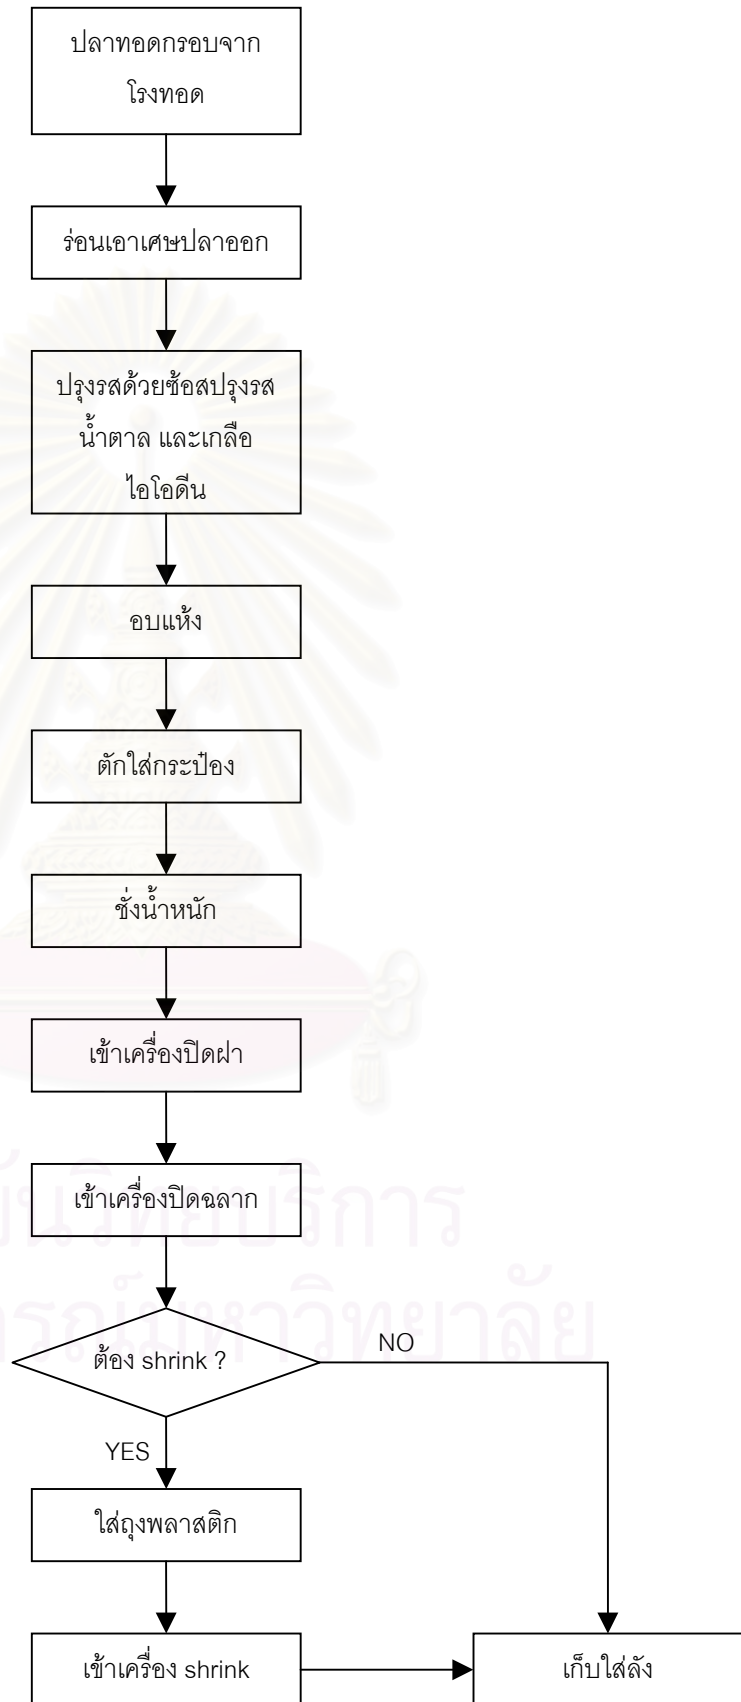 ปลาทอดกรอบจาก
โรงทอด
ร่อนเอาเศษปลาออก
ปรุงรสด้วยซ้อสปรุงรส
น้ำตาล และเกลือ
ไอโอดีน
อบแห้ง
ตักใส่กระป๋อง
ชั่งน้ำหนัก
เข้าเครื่องปิดฝา
เข้าเครื่องปิดฉลาก
ต้อง shrink ?
NO
YES
ใส่ถุงพลาสติก
เข้าเครื่อง shrink
เก็บใส่ลัง